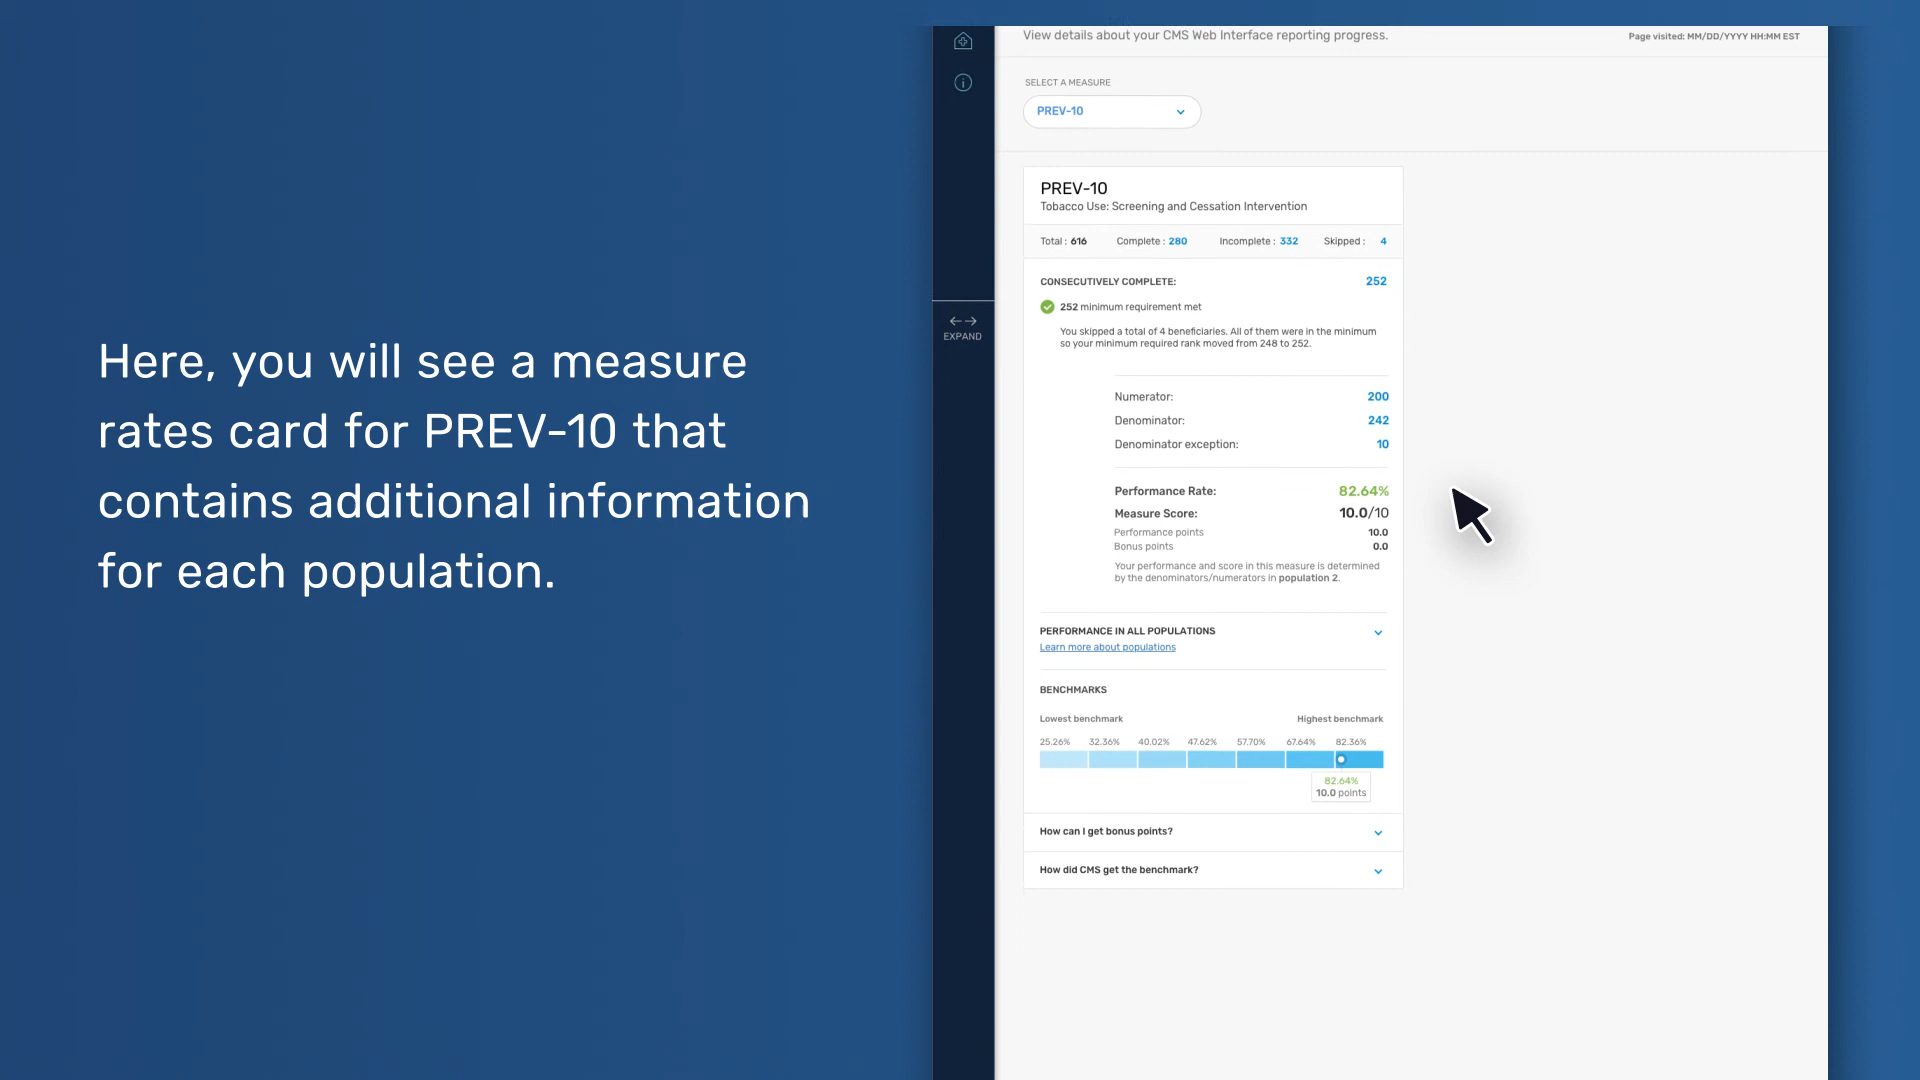 Here, you will see a measure
rates card for PREV-10 that
contains additional information
for each population.
View details about your CMS Web Interface reporting progress.
Page visited: MM/DD/YYYY HH:MM EST
SELECT A MEASURE
PREV-10
EXPAND
PREV-10
Tobacco Use: Screening and Cessation Intervention
Total : 616 Complete : 280 Incomplete : 332 Skipped : 4
CONSECUTIVELY COMPLETE: 252
252 minimum requirement met
You skipped a total of 4 beneficiaries. All of them were in the minimum
so your minimum required rank moved from 248 to 252.
Numerator: 200
Denominator: 242
Denominator exception: 10
Performance Rate: 82.64%
Measure Score: 10.0/10
Performance points 10.0
Bonus points 0.0
Your performance and score in this measure is determined
by the denominators/numerators in population 2.
PERFORMANCE IN ALL POPULATIONS
Learn more about populations
BENCHMARKS
Lowest benchmark Highest benchmark
25.26% 32.36% 40.02% 47.62% 57.70% 67.64% 82.36%
82.64%
10.0 points
How can I get bonus points?
How did CMS get the benchmark?